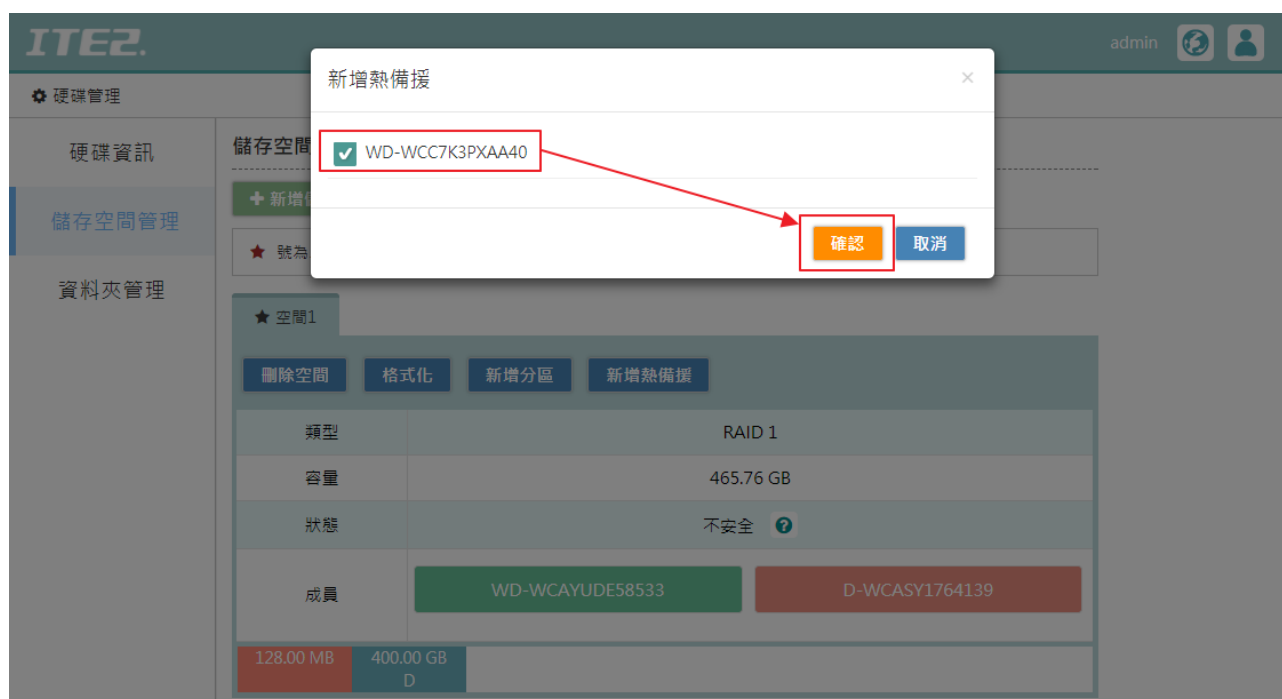 ITE2.
admin
硬碟管理
新增熱備援
×
硬碟資訊
儲存空間管理
資料夾管理
儲存空間
WD-WCC7K3PXAA40
確認
取消
新增
號為
空間1
刪除空間
格式化
新增分區
新增熱備援
類型
RAID 1
容量
465.76 GB
狀態
不安全
成員
WD-WCAYUDE58533
D-WCASY1764139
128.00 MB
400.00 GB
D